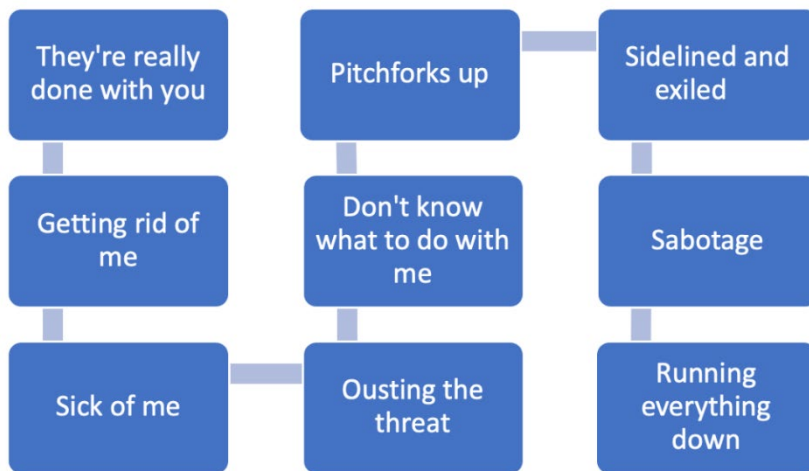 They're really
done with you
Getting rid of
me
Sick of me
Ousting the
threat
Don't know
what to do with
me
Pitchforks up
Sidelined and
exiled
Sabotage
Running
everything
down